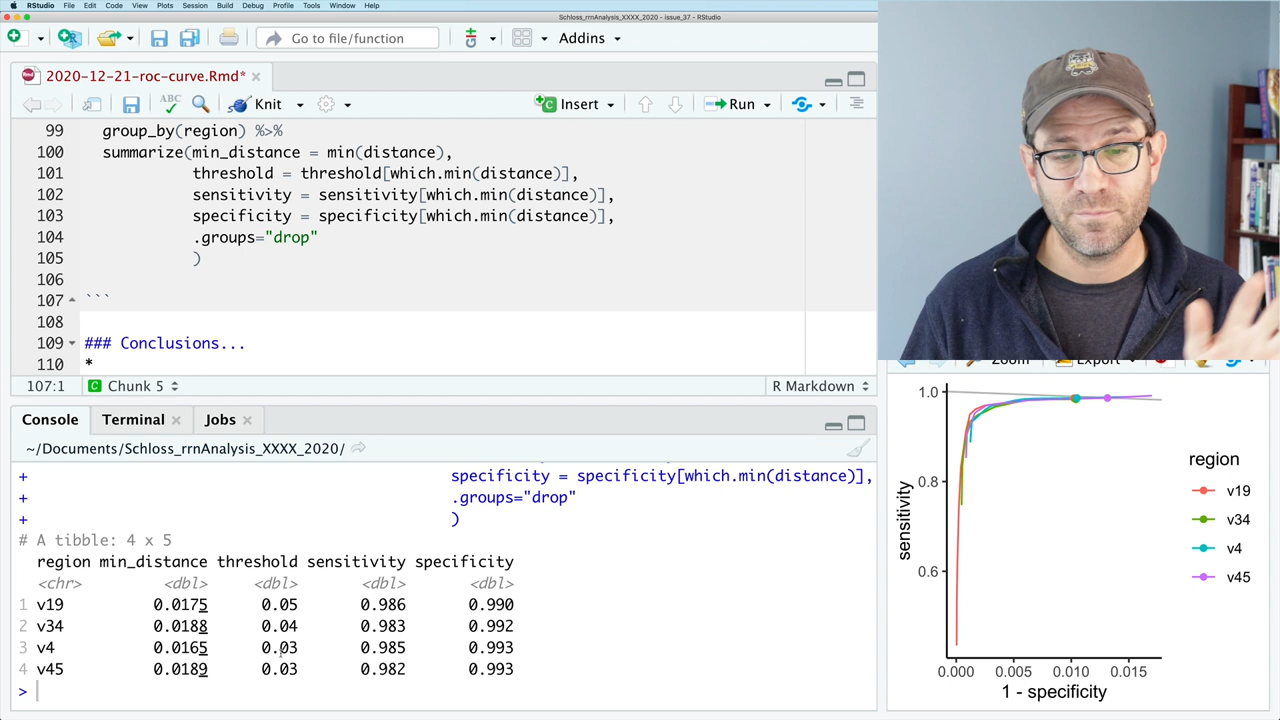 RStudio File Edit Code View Plots Session Build Debug Profile Tools Window Help
Schloss_rrnAnalysis_XXXX_2020 - issue_37 - RStudio
Go to file/function Addins
2020-12-21-roc-curve.Rmd*
ABC Knit Insert Run
99 group_by(region) %>%
100 summarize(min_distance = min(distance),
101 threshold = threshold[which.min(distance)],
102 sensitivity = sensitivity[which.min(distance)],
103 specificity = specificity[which.min(distance)],
104 .groups="drop"
105 )
106
107 ```
108
109 ### Conclusions...
110 *
107:1 Chunk 5 R Markdown
Console Terminal Jobs
~/Documents/Schloss_rrnAnalysis_XXXX_2020/
+ specificity = specificity[which.min(distance)],
+ .groups="drop"
+ )
# A tibble: 4 x 5
region min_distance threshold sensitivity specificity
<chr> <dbl> <dbl> <dbl> <dbl>
1 v19 0.0175 0.05 0.986 0.990
2 v34 0.0188 0.04 0.983 0.992
3 v4 0.0165 0.03 0.985 0.993
4 v45 0.0189 0.03 0.982 0.993
>
Zoom Export
1.0
0.8
0.6
sensitivity
0.000 0.005 0.010 0.015
1 - specificity
region
v19
v34
v4
v45